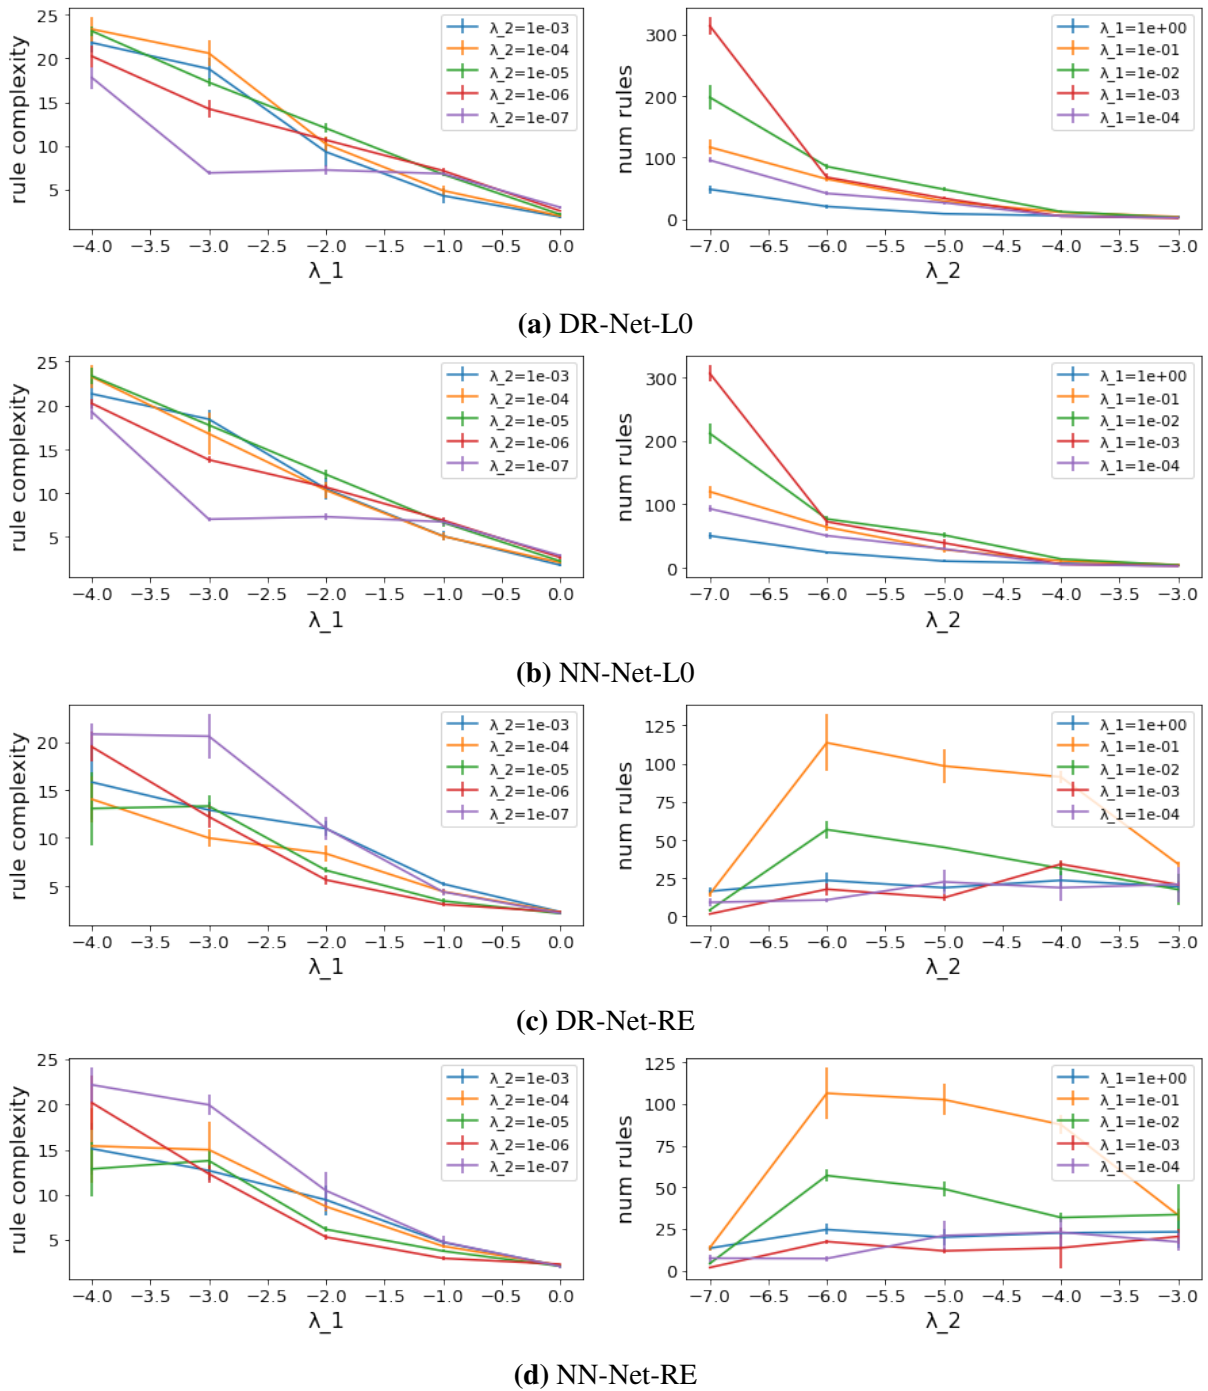 rule complexity
25
20
15
10
5
−4.0 −3.5 −3.0 −2.5 −2.0 −1.5 −1.0 −0.5 0.0
λ_1
λ_2=1e-03
λ_2=1e-04
λ_2=1e-05
λ_2=1e-06
λ_2=1e-07
num rules
300
200
100
0
−7.0 −6.5 −6.0 −5.5 −5.0 −4.5 −4.0 −3.5 −3.0
λ_2
λ_1=1e+00
λ_1=1e-01
λ_1=1e-02
λ_1=1e-03
λ_1=1e-04
(a) DR-Net-L0
rule complexity
25
20
15
10
5
−4.0 −3.5 −3.0 −2.5 −2.0 −1.5 −1.0 −0.5 0.0
λ_1
λ_2=1e-03
λ_2=1e-04
λ_2=1e-05
λ_2=1e-06
λ_2=1e-07
num rules
300
200
100
0
−7.0 −6.5 −6.0 −5.5 −5.0 −4.5 −4.0 −3.5 −3.0
λ_2
λ_1=1e+00
λ_1=1e-01
λ_1=1e-02
λ_1=1e-03
λ_1=1e-04
(b) NN-Net-L0
rule complexity
20
15
10
5
−4.0 −3.5 −3.0 −2.5 −2.0 −1.5 −1.0 −0.5 0.0
λ_1
λ_2=1e-03
λ_2=1e-04
λ_2=1e-05
λ_2=1e-06
λ_2=1e-07
num rules
125
100
75
50
25
0
−7.0 −6.5 −6.0 −5.5 −5.0 −4.5 −4.0 −3.5 −3.0
λ_2
λ_1=1e+00
λ_1=1e-01
λ_1=1e-02
λ_1=1e-03
λ_1=1e-04
(c) DR-Net-RE
rule complexity
25
20
15
10
5
−4.0 −3.5 −3.0 −2.5 −2.0 −1.5 −1.0 −0.5 0.0
λ_1
λ_2=1e-03
λ_2=1e-04
λ_2=1e-05
λ_2=1e-06
λ_2=1e-07
num rules
125
100
75
50
25
0
−7.0 −6.5 −6.0 −5.5 −5.0 −4.5 −4.0 −3.5 −3.0
λ_2
λ_1=1e+00
λ_1=1e-01
λ_1=1e-02
λ_1=1e-03
λ_1=1e-04
(d) NN-Net-RE